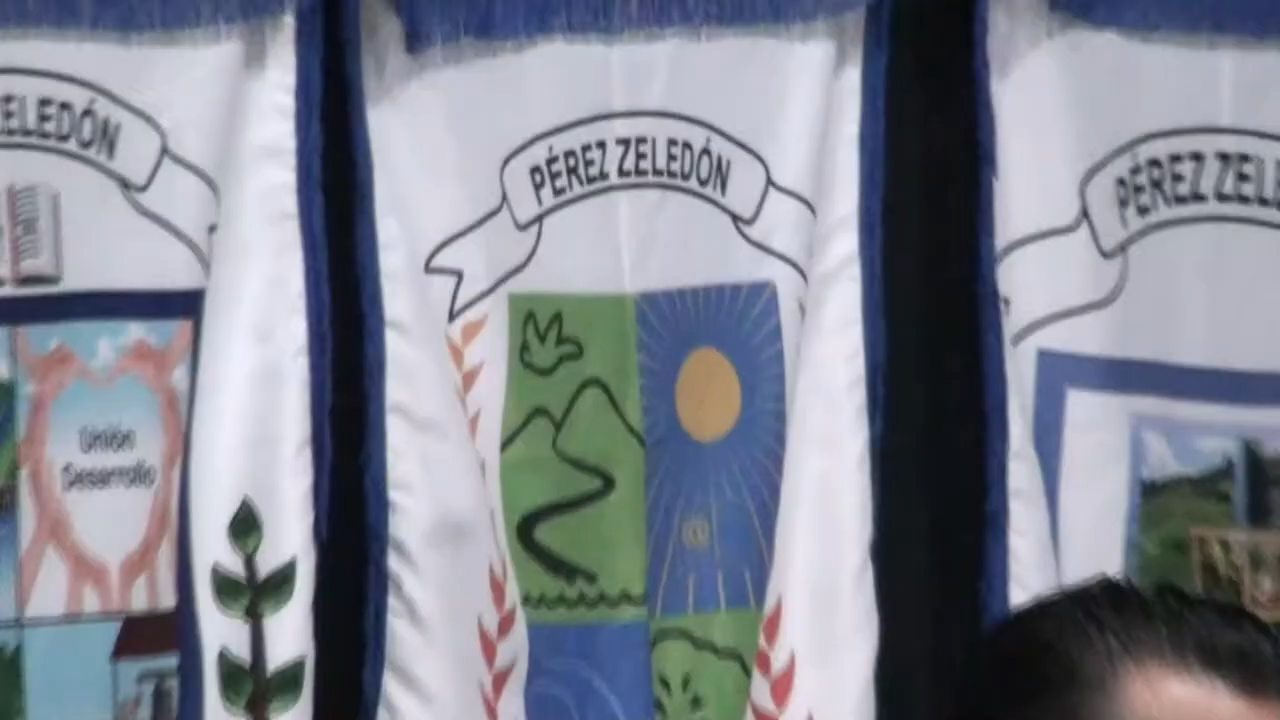 ZELEDÓN
Unión
Desarrollo
PÉREZ ZELEDÓN
PÉREZ ZELE